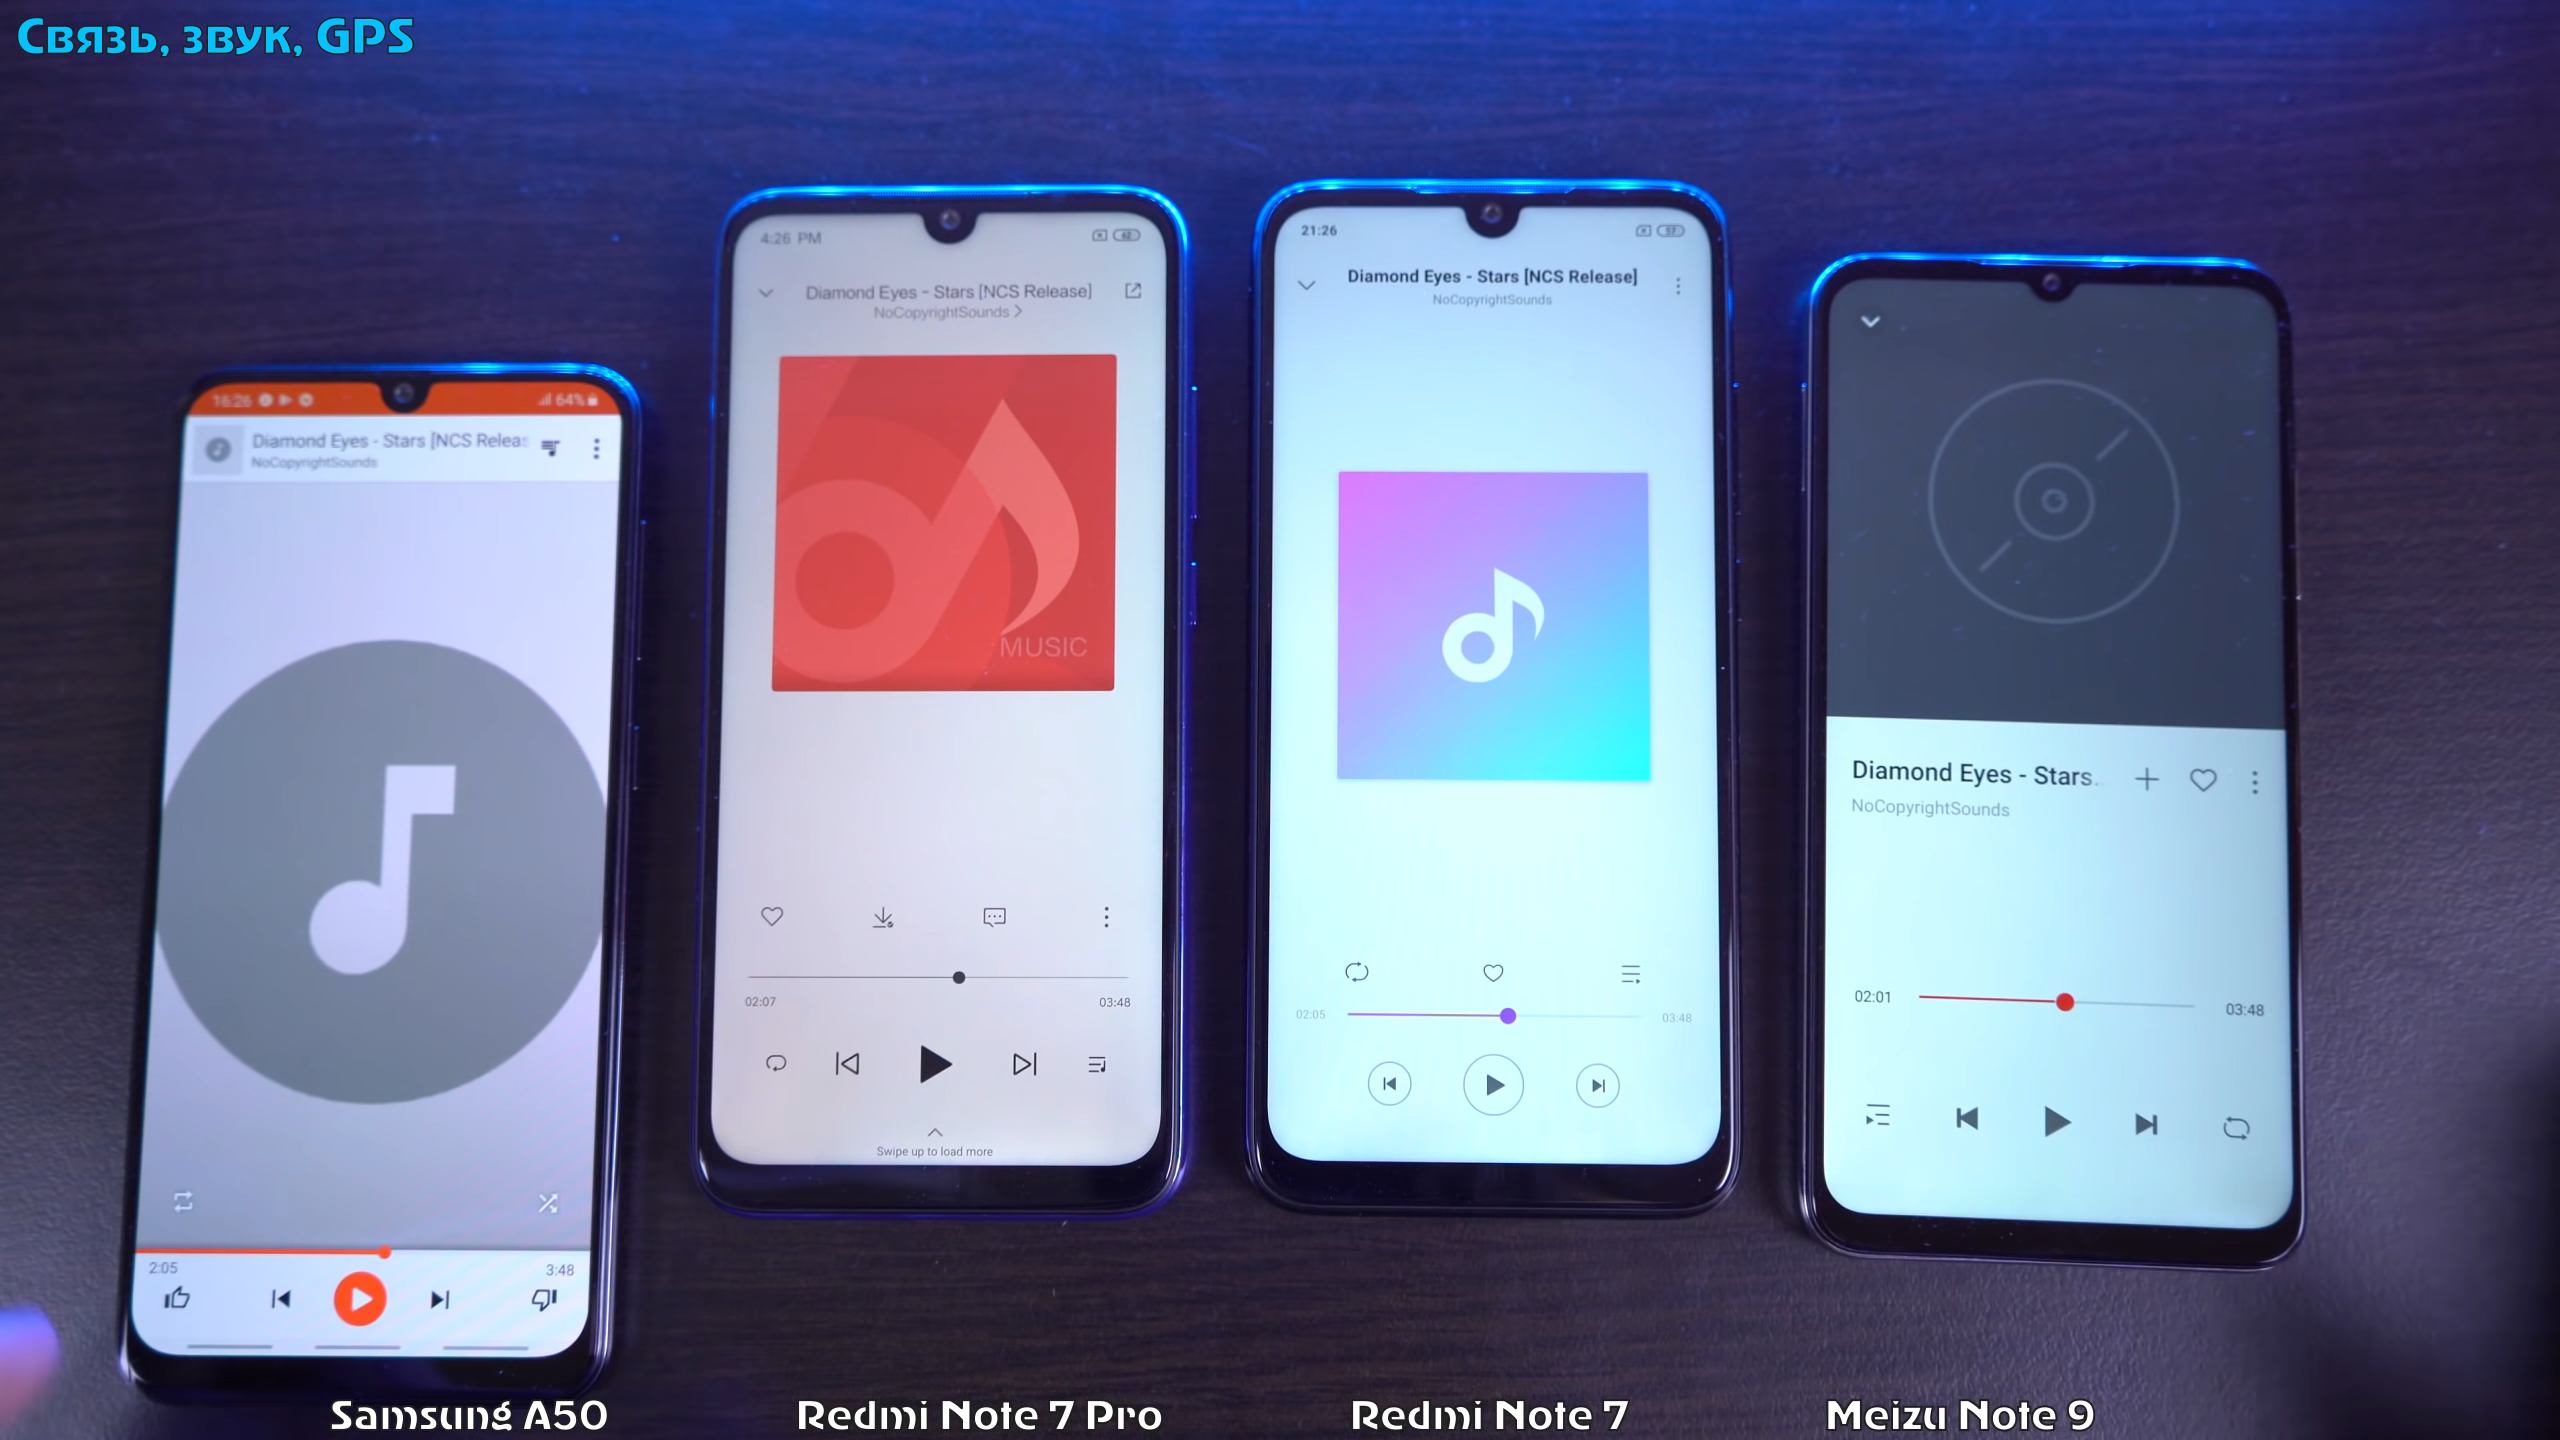 Связь, звук, GPS
16:26
64%
Diamond Eyes - Stars [NCS Releas
NoCopyrightSounds
2:05
3:48
4:26 PM
62
Diamond Eyes - Stars [NCS Release]
NoCopyrightSounds
MUSIC
02:07
03:48
Swipe up to load more
21:26
57
Diamond Eyes - Stars [NCS Release]
NoCopyrightSounds
02:05
03:48
Diamond Eyes - Stars..
NoCopyrightSounds
02:01
03:48
Samsung A50
Redmi Note 7 Pro
Redmi Note 7
Meizu Note 9